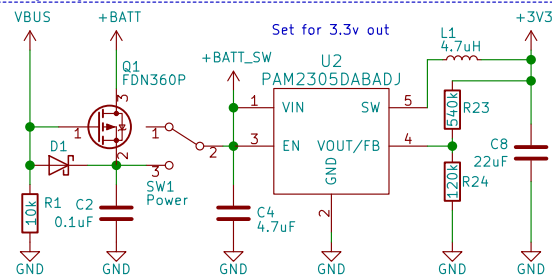 VBUS
+BATT
Set for 3.3v out
+3V3
L1
4.7uH
Q1
FDN360P
+BATT_SW
U2
PAM2305DABADJ
3
1
2
1
2
3
1
VIN
SW
5
3
EN
VOUT/FB
4
GND
2
540k
R23
120k
R24
C8
22uF
D1
SW1
Power
R1
10k
C2
0.1uF
C4
4.7uF
GND
GND
GND
GND
GND
GND